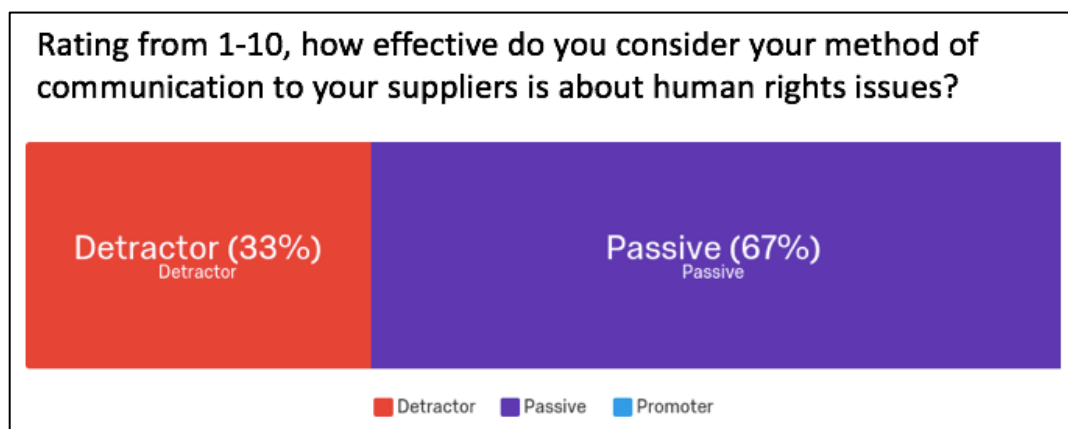 Rating from 1-10, how effective do you consider your method of
communication to your suppliers is about human rights issues?
Detractor (33%)
Detractor
Passive (67%)
Passive
Detractor Passive Promoter